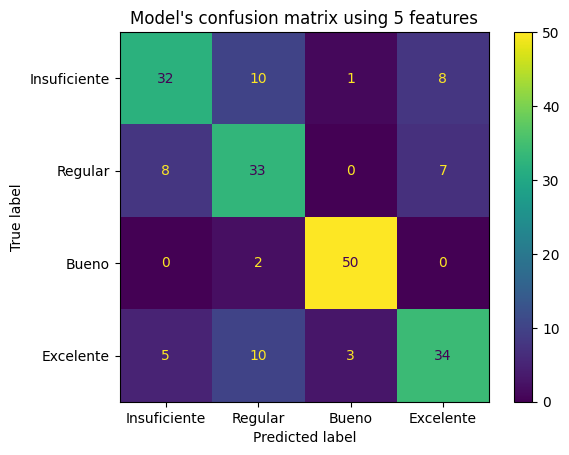 Model's confusion matrix using 5 features
Insuficiente 32 10 1 8
Regular 8 33 0 7
Bueno 0 2 50 0
Excelente 5 10 3 34
Insuficiente Regular Bueno Excelente
Predicted label
True label
50
40
30
20
10
0